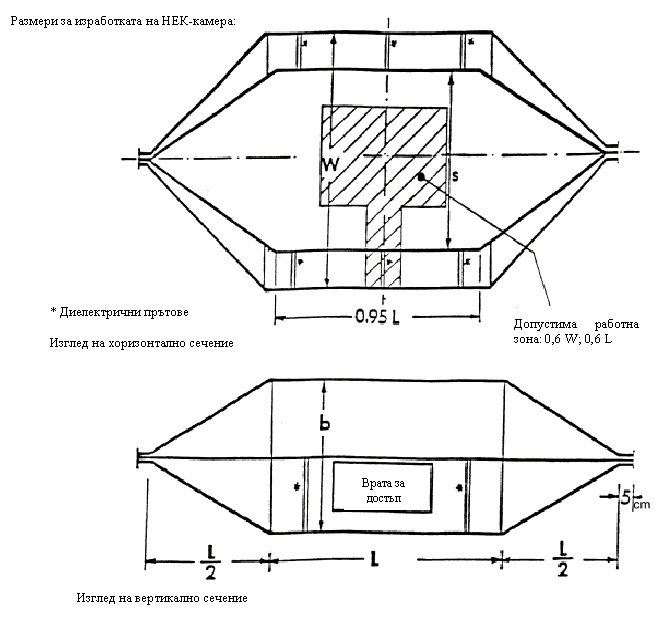 Размери за изработката на НЕК-камера:
*
*
*
W
s
*
*
*
* Диелектрични прътове
0.95 L
Допустима работна
зона: 0,6 W; 0,6 L
Изглед на хоризонтално сечение
b
*
Врата за
достъп
*
5 cm
L/2
L
L/2
Изглед на вертикално сечение